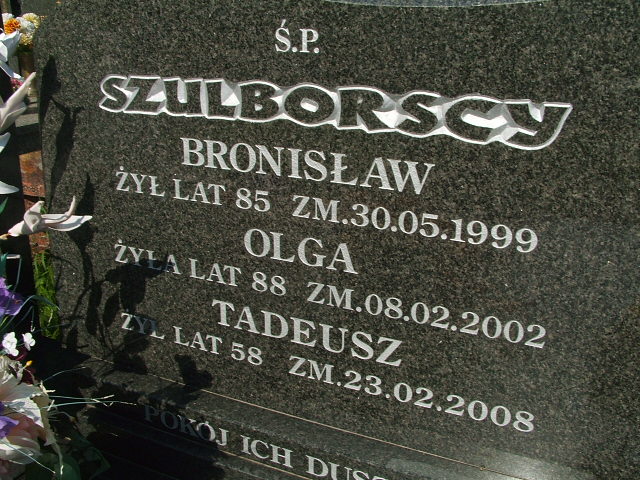 Ś.P.
SZULBORSCY
BRONISŁAW
ŻYŁ LAT 85 ZM.30.05.1999
OLGA
ŻYŁA LAT 88 ZM.08.02.2002
TADEUSZ
ŻYŁ LAT 58 ZM.23.02.2008
POKÓJ ICH